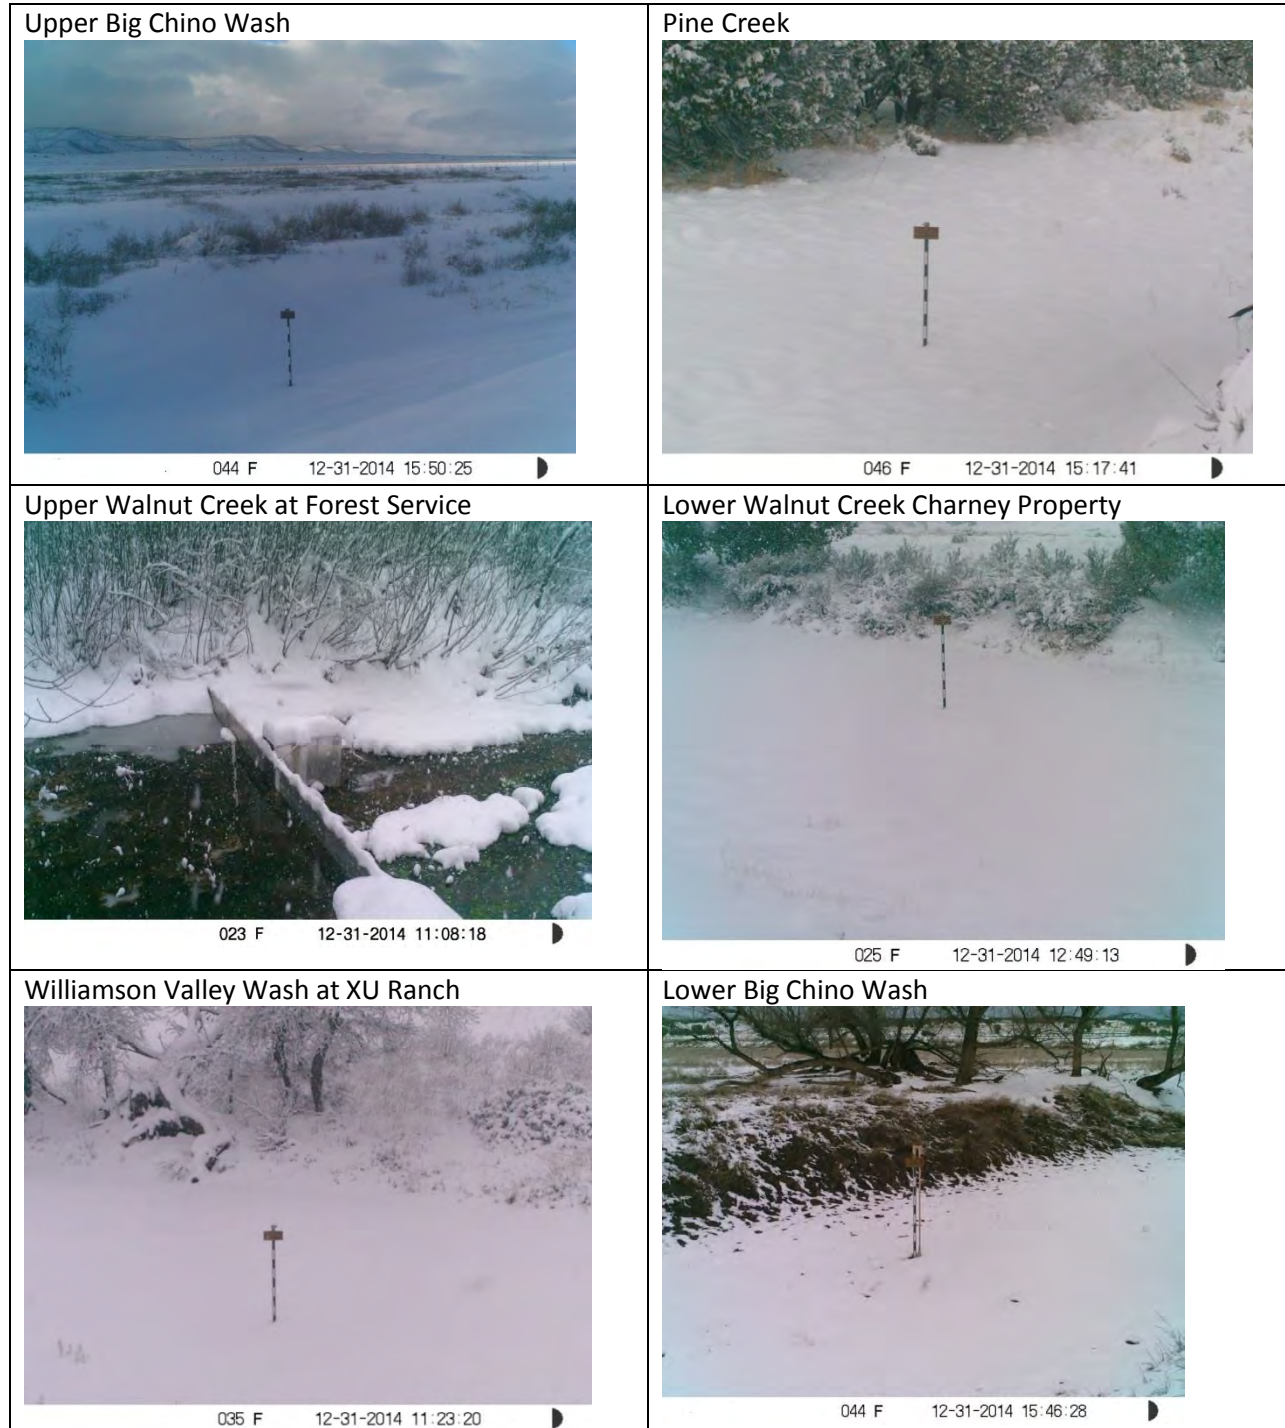 Upper Big Chino Wash
044 F 12-31-2014 15:50:25
Pine Creek
046 F 12-31-2014 15:17:41
Upper Walnut Creek at Forest Service
023 F 12-31-2014 11:08:18
Lower Walnut Creek Charney Property
025 F 12-31-2014 12:49:13
Williamson Valley Wash at XU Ranch
035 F 12-31-2014 11:23:20
Lower Big Chino Wash
044 F 12-31-2014 15:46:28